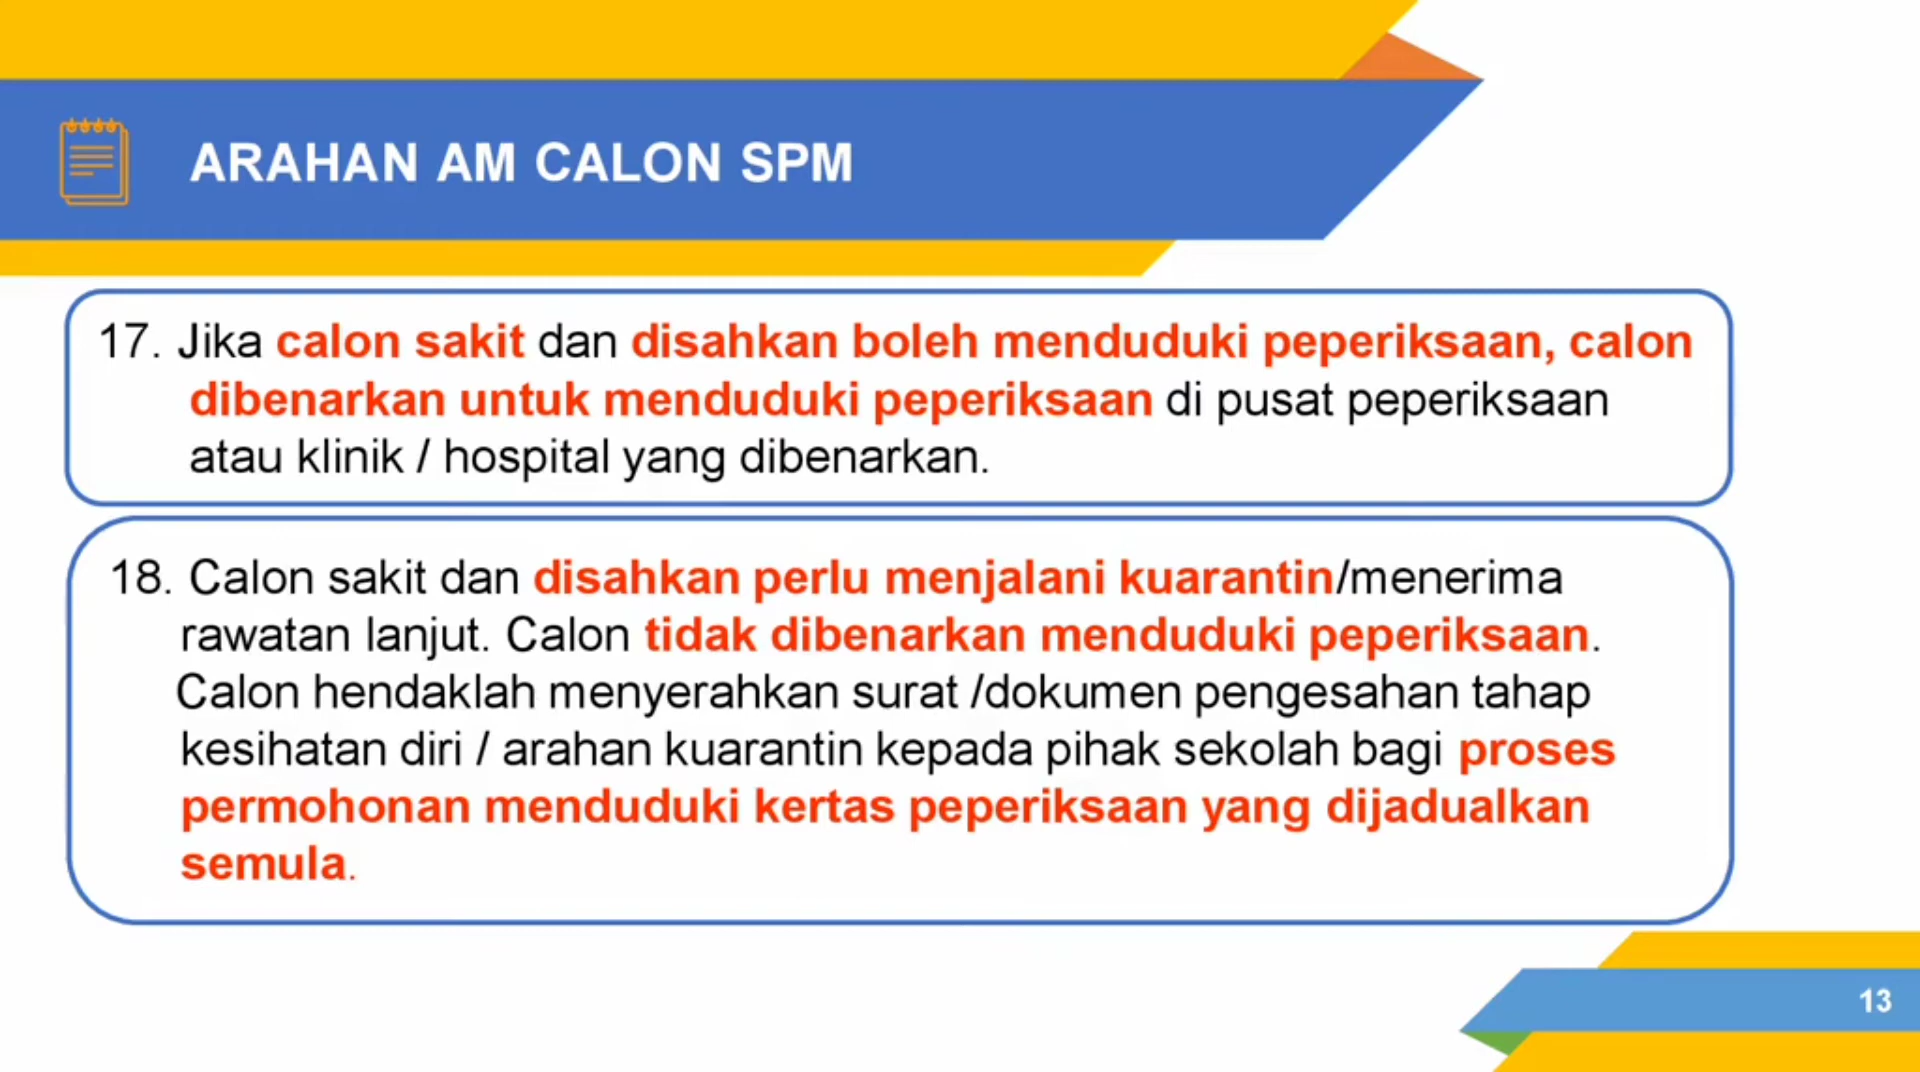 ARAHAN AM CALON SPM
17. Jika calon sakit dan disahkan boleh menduduki peperiksaan, calon
dibenarkan untuk menduduki peperiksaan di pusat peperiksaan
atau klinik / hospital yang dibenarkan.
18. Calon sakit dan disahkan perlu menjalani kuarantin/menerima
rawatan lanjut. Calon tidak dibenarkan menduduki peperiksaan.
Calon hendaklah menyerahkan surat /dokumen pengesahan tahap
kesihatan diri / arahan kuarantin kepada pihak sekolah bagi proses
permohonan menduduki kertas peperiksaan yang dijadualkan
semula.
13